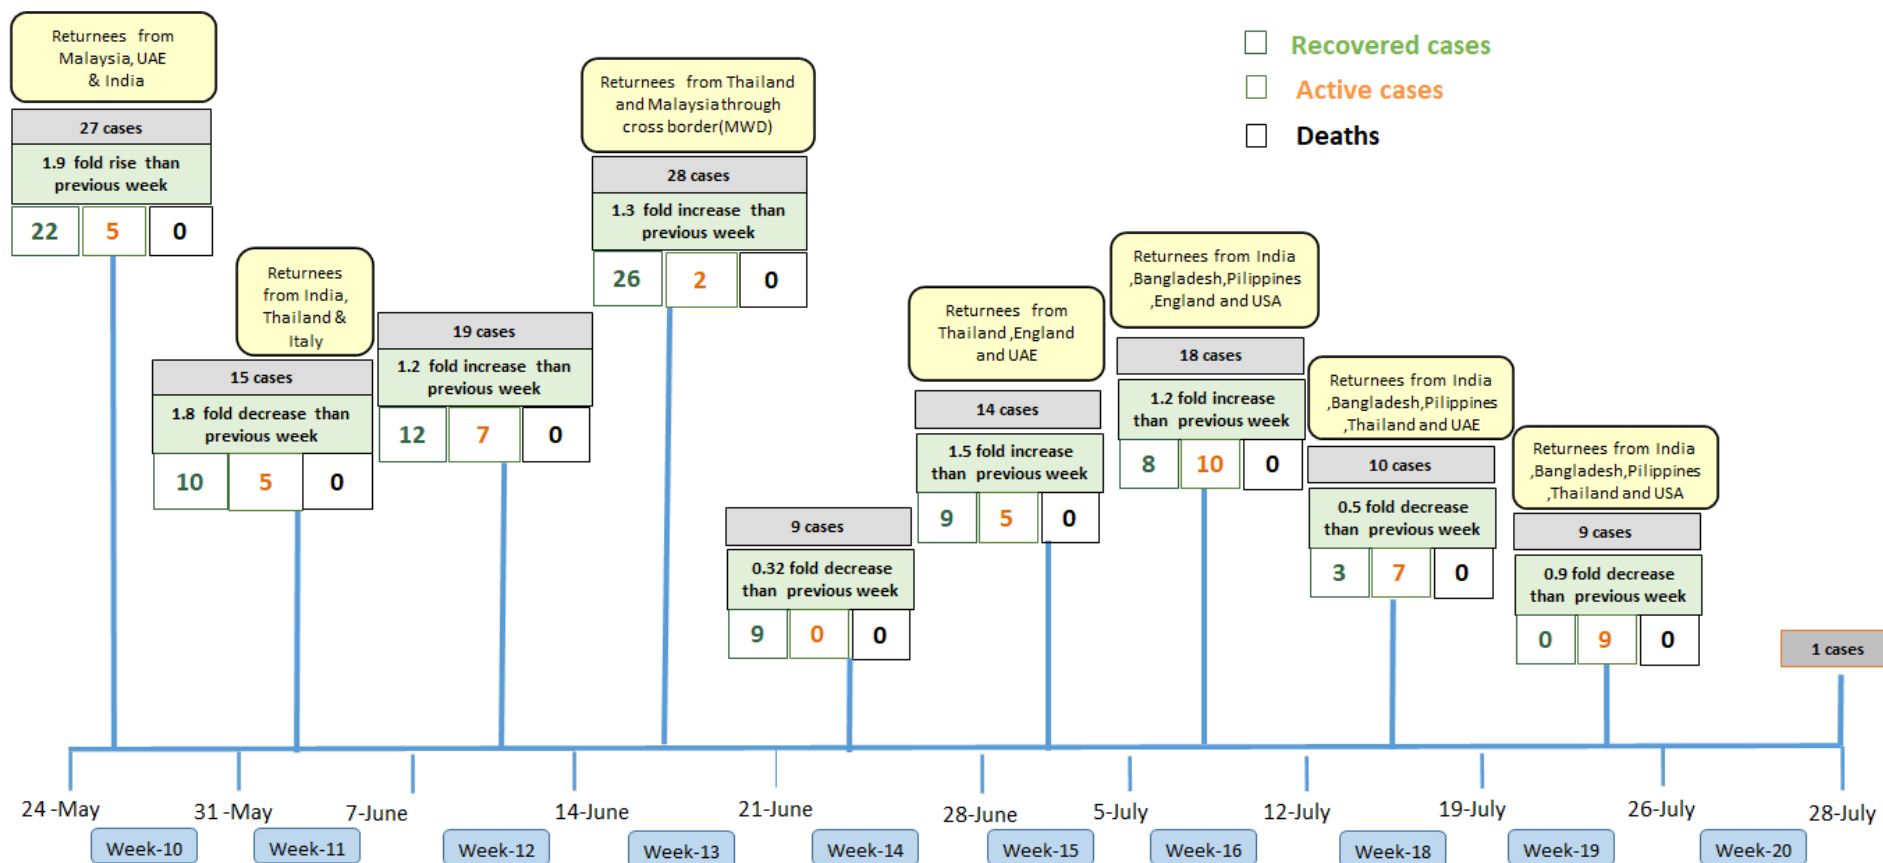 Returnees from
Malaysia,UAE
& India
27 cases
1.9 fold rise than
previous week
22 5 0
Returnees
from India,
Thailand &
Italy
15 cases
1.8 fold decrease than
previous week
10 5 0
19 cases
1.2 fold increase than
previous week
12 7 0
Returnees from Thailand
and Malaysiathrough
cross border(MWD)
28 cases
1.3 fold increase than
previous week
26 2 0
9 cases
0.32 fold decrease
than previous week
9 0 0
Returnees from
Thailand ,England
and UAE
14 cases
1.5 fold increase
than previous week
9 5 0
Returnees from India
,Bangladesh,Pilippines
,England and USA
18 cases
1.2 fold increase
than previous week
8 10 0
Returnees from India
,Bangladesh,Pilippines
,Thailand and UAE
10 cases
0.5 fold decrease
than previous week
3 7 0
Returnees from India
,Bangladesh,Pilippines
,Thailand and USA
9 cases
0.9 fold decrease
than previous week
0 9 0
1 cases
Recovered cases
Active cases
Deaths
24 -May 31 -May 7-June 14-June 21-June 28-June 5-July 12-July 19-July 26-July 28-July
Week-10 Week-11 Week-12 Week-13 Week-14 Week-15 Week-16 Week-18 Week-19 Week-20